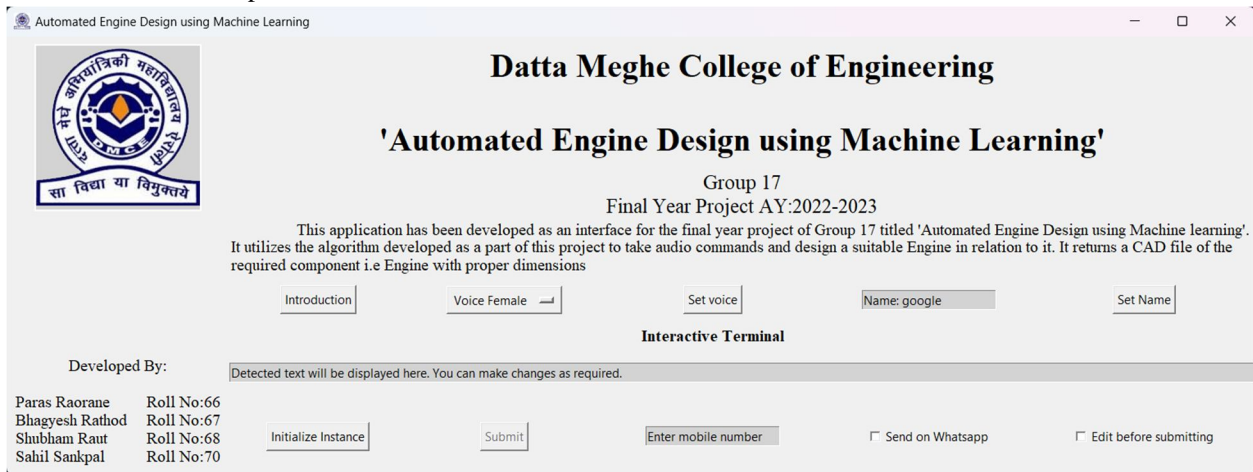 Automated Engine Design using Machine Learning
दत्ता मेघे अभियांत्रिकी महाविद्यालय ऐरोली
DMCE
सा विद्या या विमुक्तये
Datta Meghe College of Engineering
'Automated Engine Design using Machine Learning'
Group 17
Final Year Project AY:2022-2023
This application has been developed as an interface for the final year project of Group 17 titled 'Automated Engine Design using Machine learning'.
It utilizes the algorithm developed as a part of this project to take audio commands and design a suitable Engine in relation to it. It returns a CAD file of the
required component i.e Engine with proper dimensions
Introduction Voice Female Set voice Name: google Set Name
Interactive Terminal
Developed By:
Detected text will be displayed here. You can make changes as required.
Paras Raorane Roll No:66
Bhagyesh Rathod Roll No:67
Shubham Raut Roll No:68
Sahil Sankpal Roll No:70
Initialize Instance Submit Enter mobile number Send on Whatsapp Edit before submitting